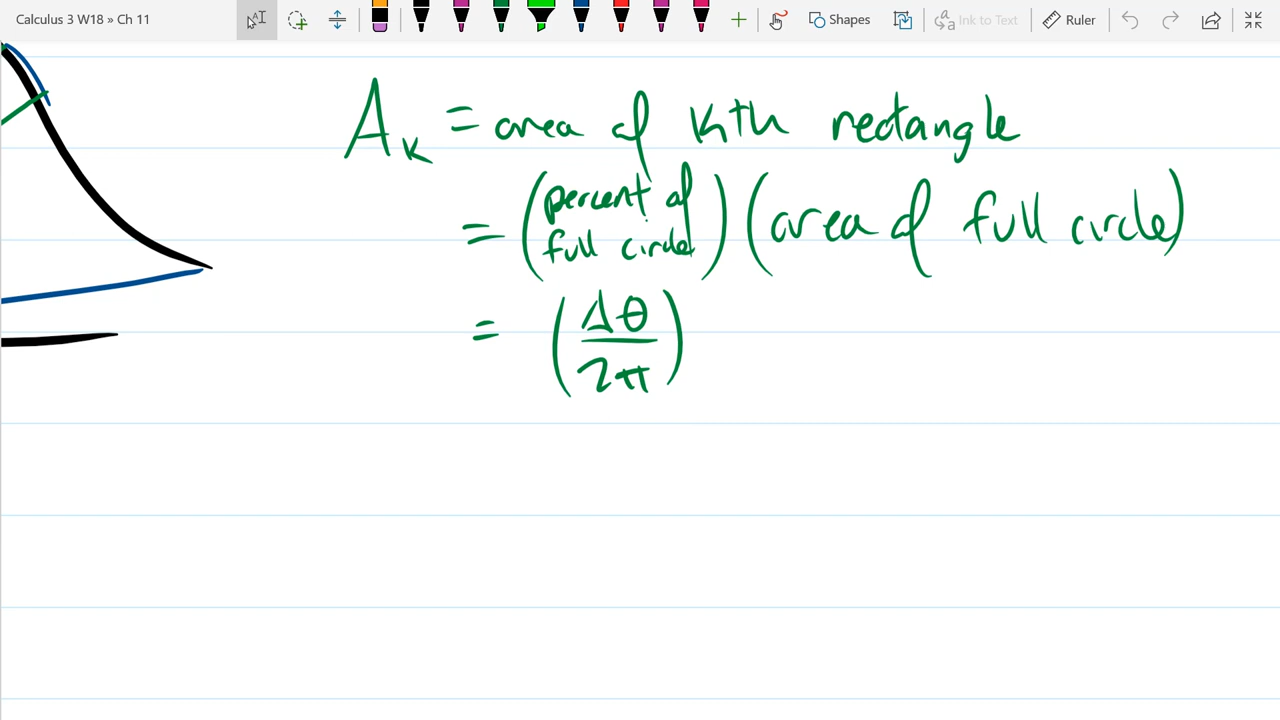 Calculus 3 W18 » Ch 11
Shapes
Ink to Text
Ruler
A_k = area of kth rectangle
= (percent of full circle) (area of full circle)
= (Δθ/2π)